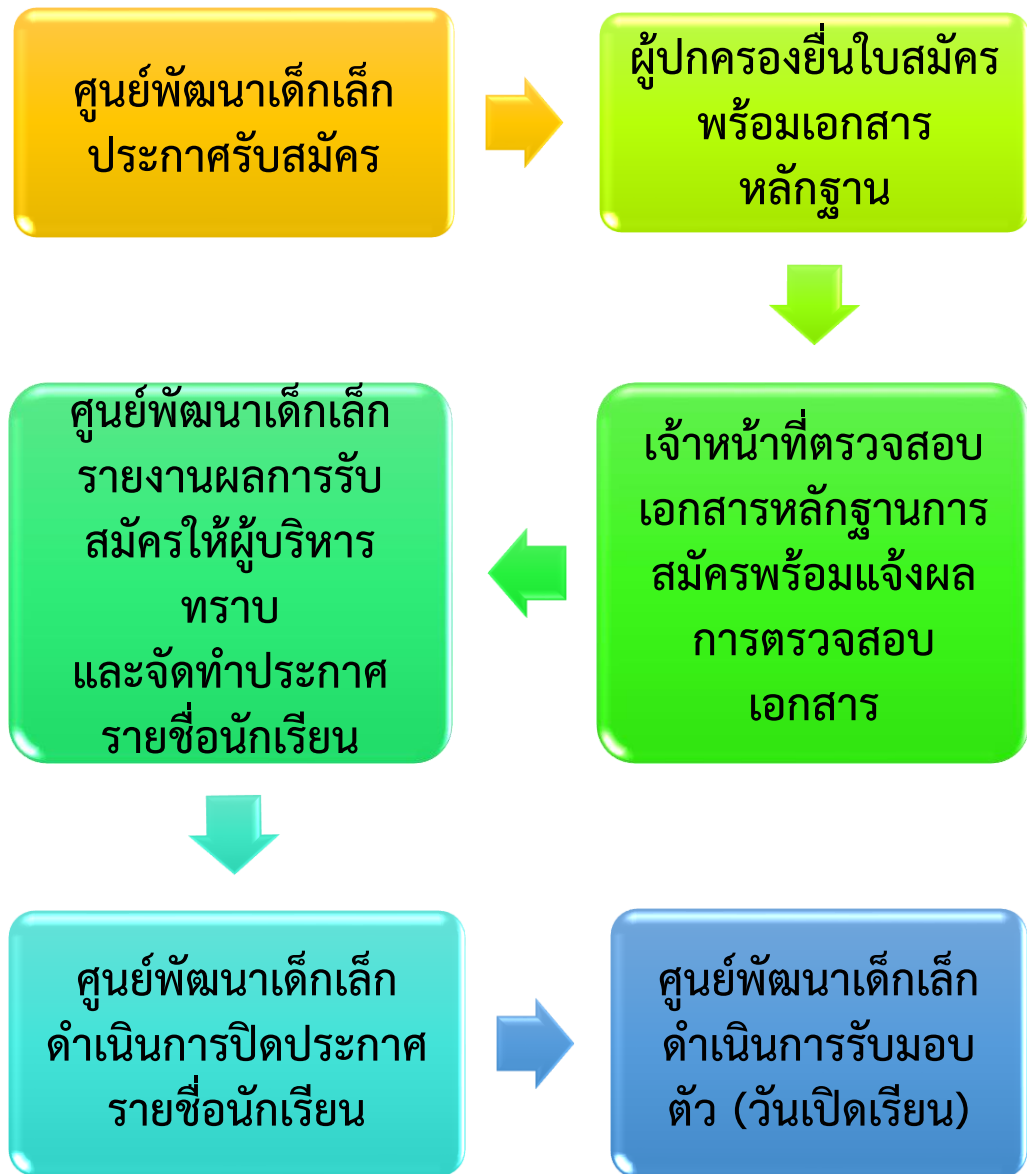 ศูนย์พัฒนาเด็กเล็ก
ประกาศรับสมัคร
ผู้ปกครองยื่นใบสมัคร
พร้อมเอกสาร
หลักฐาน
เจ้าหน้าที่ตรวจสอบ
เอกสารหลักฐานการ
สมัครพร้อมแจ้งผล
การตรวจสอบ
เอกสาร
ศูนย์พัฒนาเด็กเล็ก
รายงานผลการรับ
สมัครให้ผู้บริหาร
ทราบ
และจัดทำประกาศ
รายชื่อนักเรียน
ศูนย์พัฒนาเด็กเล็ก
ดำเนินการปิดประกาศ
รายชื่อนักเรียน
ศูนย์พัฒนาเด็กเล็ก
ดำเนินการรับมอบ
ตัว (วันเปิดเรียน)